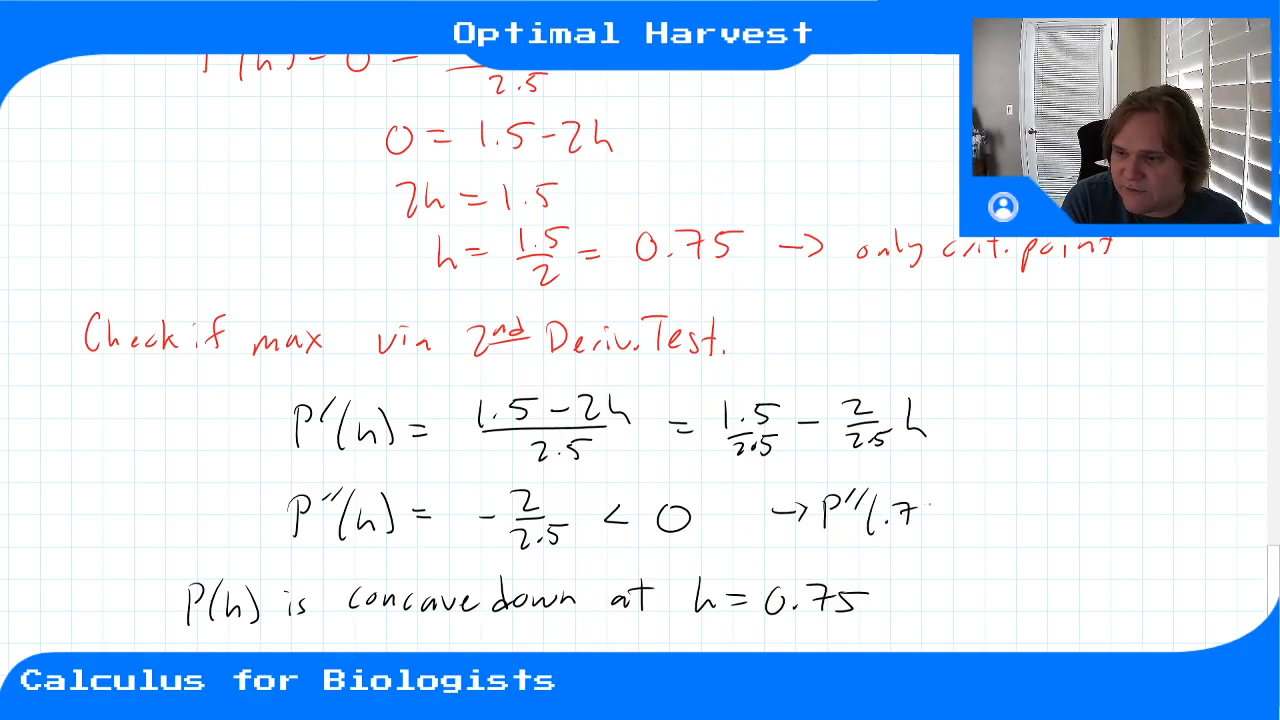 Optimal Harvest
2.5
0 = 1.5 - 2h
2h = 1.5
h = 1.5/2 = 0.75 → only crit. point
Check if max via 2nd Deriv. Test.
P'(h) = (1.5 - 2h)/2.5 = 1.5/2.5 - 2/2.5 h
P''(h) = - 2/2.5 < 0 → P''(.7
P(h) is concave down at h = 0.75
Calculus for Biologists